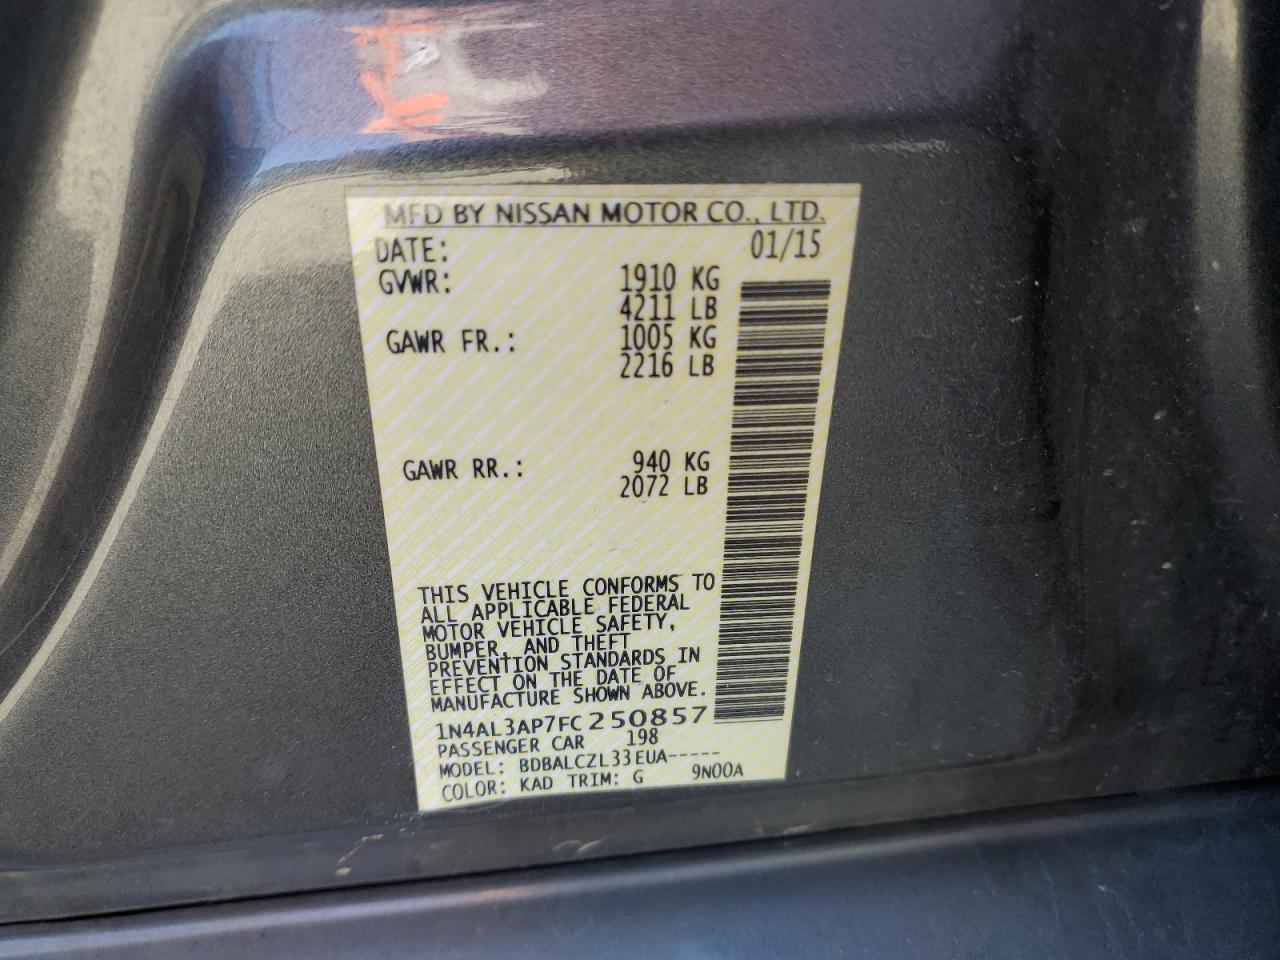 MFD BY NISSAN MOTOR CO., LTD.
DATE: 01/15
GVWR: 1910 KG
4211 LB
GAWR FR.: 1005 KG
2216 LB
GAWR RR.: 940 KG
2072 LB
THIS VEHICLE CONFORMS TO
ALL APPLICABLE FEDERAL
MOTOR VEHICLE SAFETY,
BUMPER, AND THEFT
PREVENTION STANDARDS IN
EFFECT ON THE DATE OF
MANUFACTURE SHOWN ABOVE.
1N4AL3AP7FC250857
PASSENGER CAR 198
MODEL: BDBALCZL33EUA-----
COLOR: KAD TRIM: G 9N00A